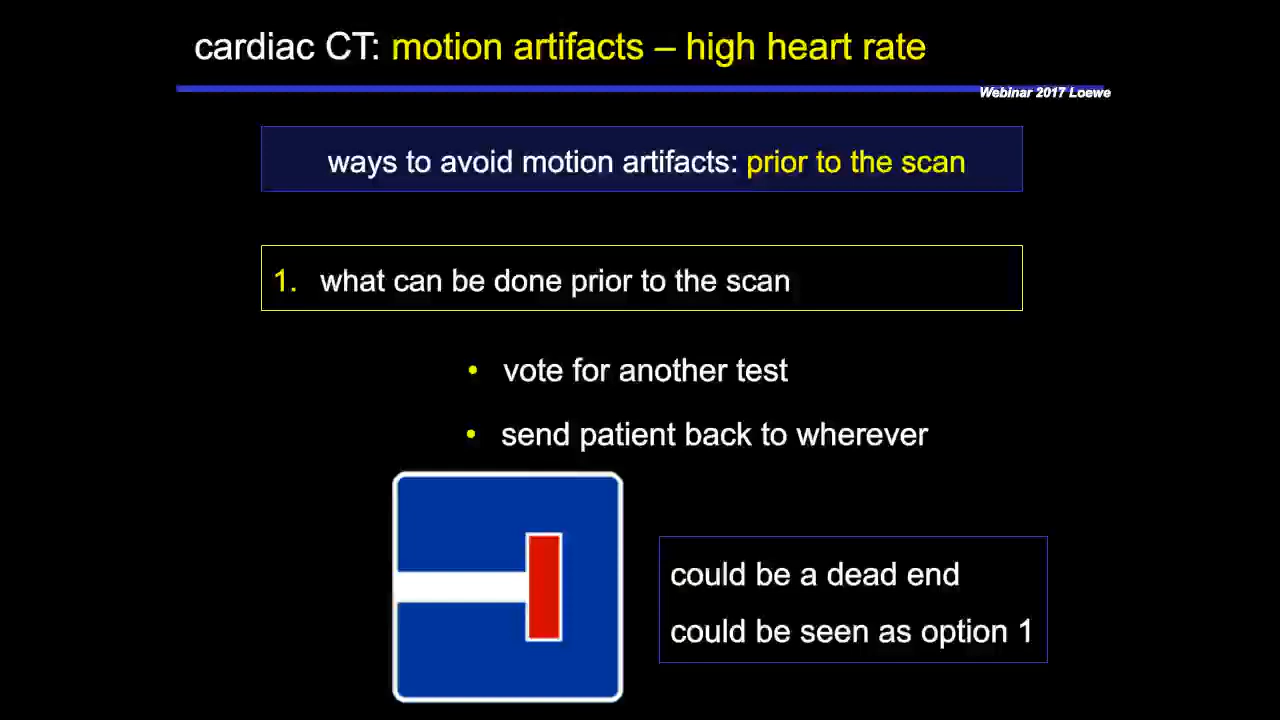 cardiac CT: motion artifacts – high heart rate
Webinar 2017 Loewe
ways to avoid motion artifacts: prior to the scan
1. what can be done prior to the scan
• vote for another test
• send patient back to wherever
could be a dead end
could be seen as option 1